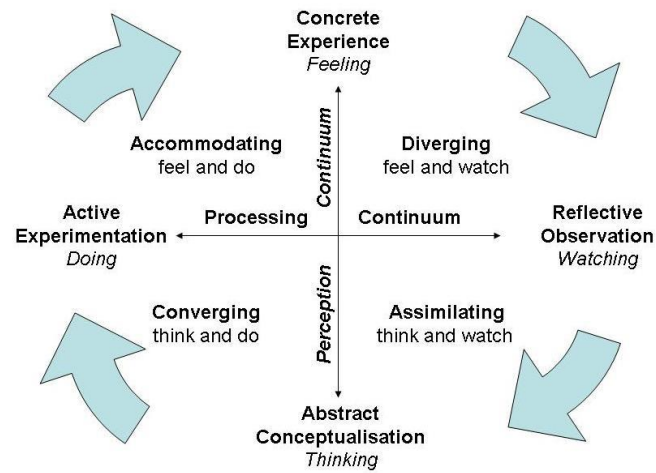 Concrete
Experience
Feeling
Accommodating
feel and do
Continuum
Diverging
feel and watch
Active
Experimentation
Doing
Processing
Continuum
Reflective
Observation
Watching
Converging
think and do
Perception
Assimilating
think and watch
Abstract
Conceptualisation
Thinking